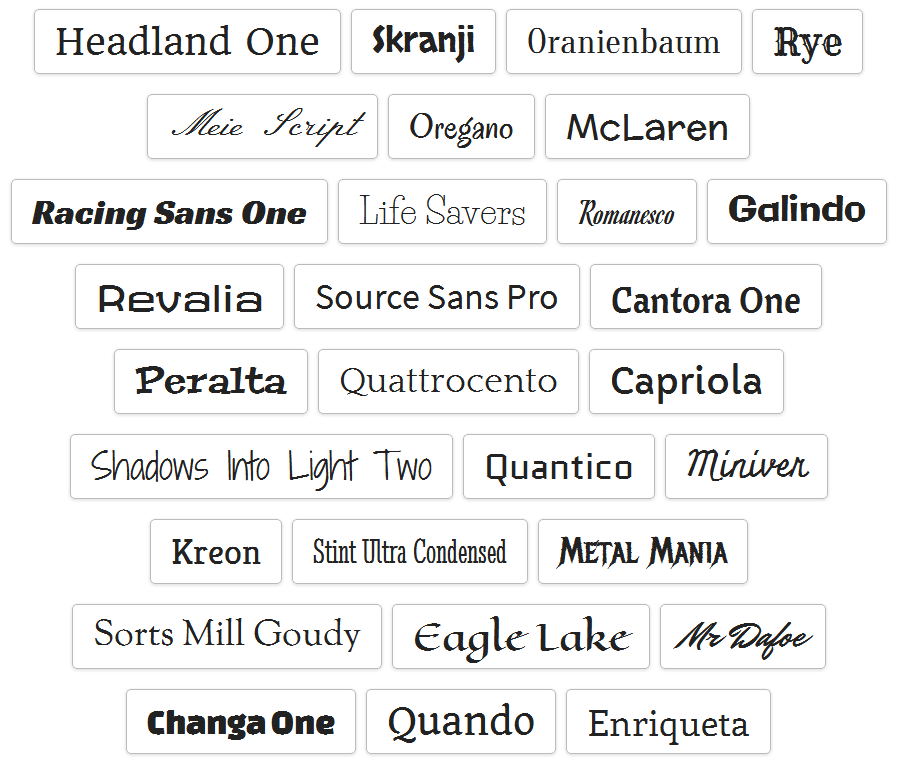 Headland One Skranji Oranienbaum Rye
Meie Script Oregano McLaren
Racing Sans One Life Savers Romanesco Galindo
Revalia Source Sans Pro Cantora One
Peralta Quattrocento Capriola
Shadows Into Light Two Quantico Miniver
Kreon Stint Ultra Condensed Metal Mania
Sorts Mill Goudy Eagle Lake Mr Dafoe
Changa One Quando Enriqueta